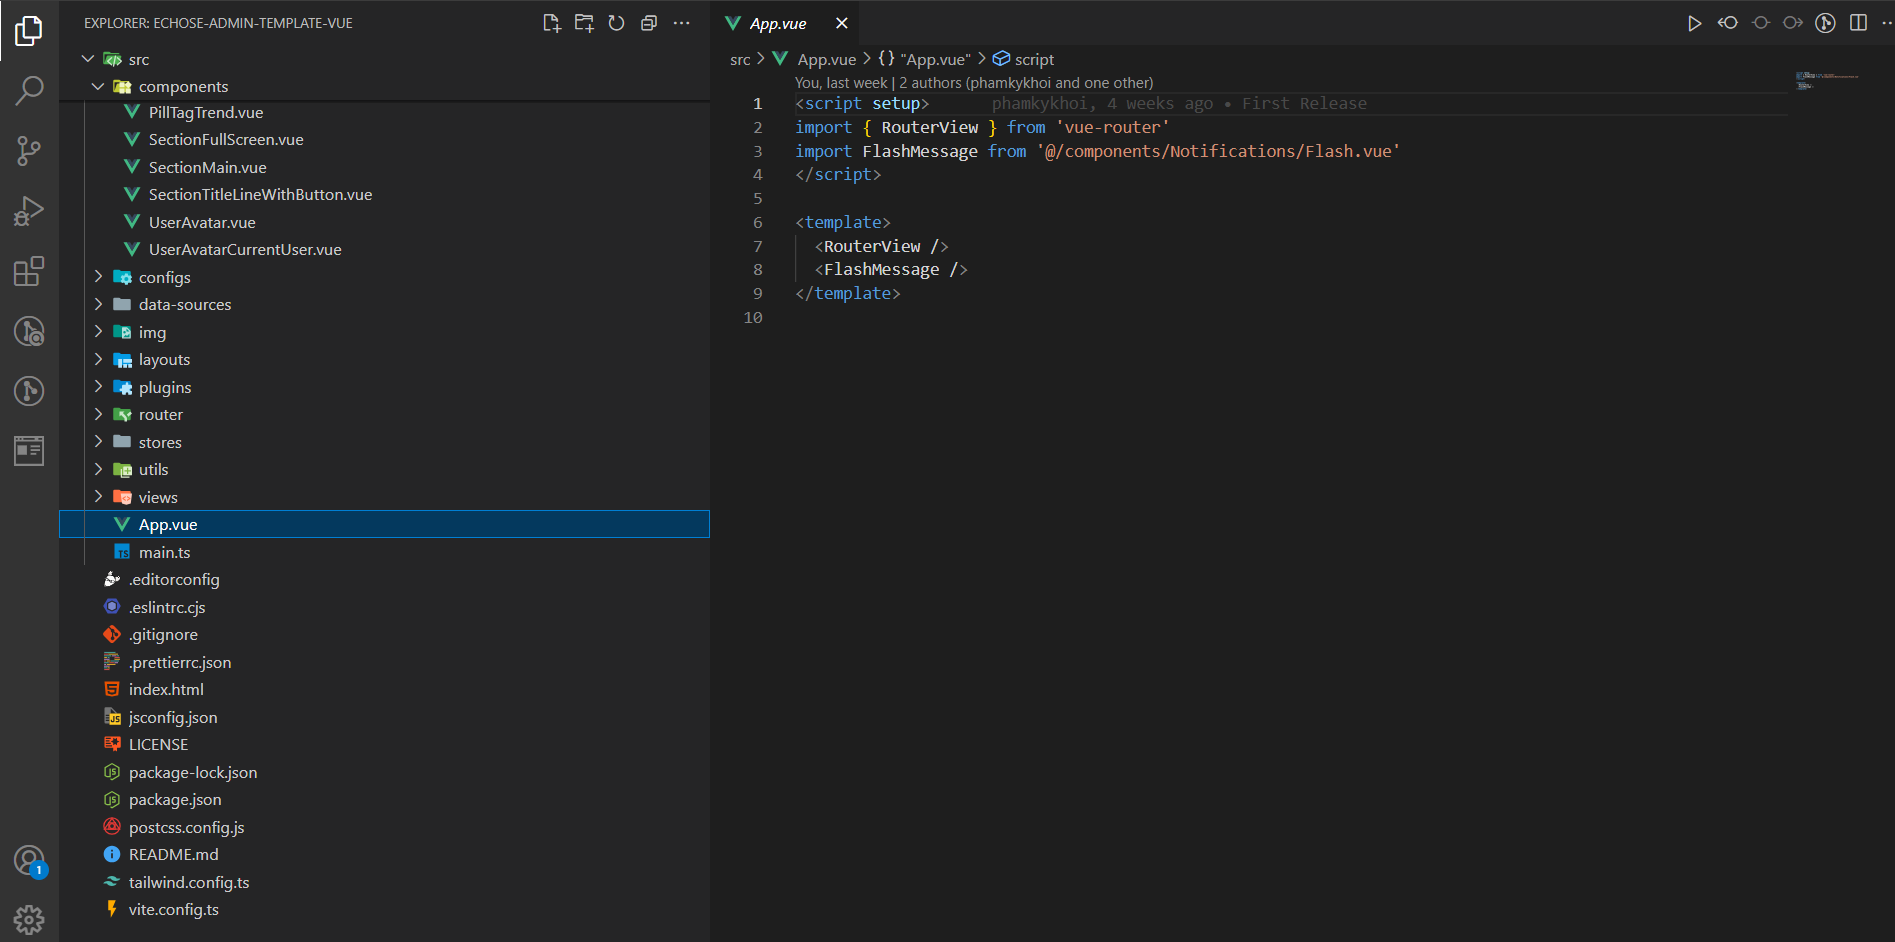 EXPLORER: ECHOSE-ADMIN-TEMPLATE-VUE
src
components
PillTagTrend.vue
SectionFullScreen.vue
SectionMain.vue
SectionTitleLineWithButton.vue
UserAvatar.vue
UserAvatarCurrentUser.vue
configs
data-sources
img
layouts
plugins
router
stores
utils
views
App.vue
main.ts
.editorconfig
.eslintrc.cjs
.gitignore
.prettierrc.json
index.html
jsconfig.json
LICENSE
package-lock.json
package.json
postcss.config.js
README.md
tailwind.config.ts
vite.config.ts
1
App.vue
src > App.vue > {} "App.vue" > script
You, last week | 2 authors (phamkykhoi and one other)
1 <script setup> phamkykhoi, 4 weeks ago • First Release
2 import { RouterView } from 'vue-router'
3 import FlashMessage from '@/components/Notifications/Flash.vue'
4 </script>
5
6 <template>
7 <RouterView />
8 <FlashMessage />
9 </template>
10